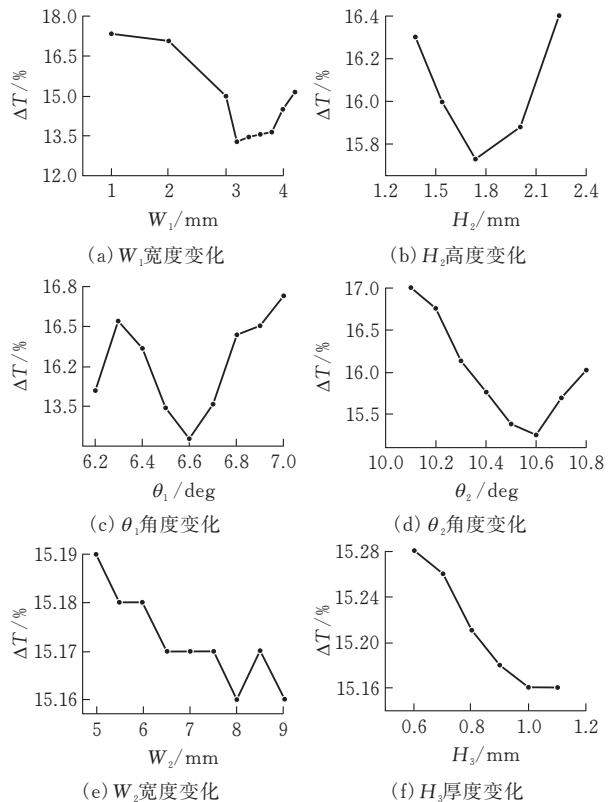 18.0
16.5
15.0
13.5
12.0
ΔT/%
1 2 3 4
W₁/mm
(a) W₁宽度变化
16.4
16.2
16.0
15.8
ΔT/%
1.2 1.5 1.8 2.1 2.4
H₂/mm
(b) H₂高度变化
16.8
16.5
16.2
13.5
ΔT/%
6.2 6.4 6.6 6.8 7.0
θ₁/deg
(c) θ₁角度变化
17.0
16.5
16.0
15.5
ΔT/%
10.0 10.2 10.4 10.6 10.8
θ₂/deg
(d) θ₂角度变化
15.19
15.18
15.17
15.16
ΔT/%
5 6 7 8 9
W₂/mm
(e) W₂宽度变化
15.28
15.24
15.20
15.16
ΔT/%
0.6 0.8 1.0 1.2
H₃/mm
(f) H₃厚度变化